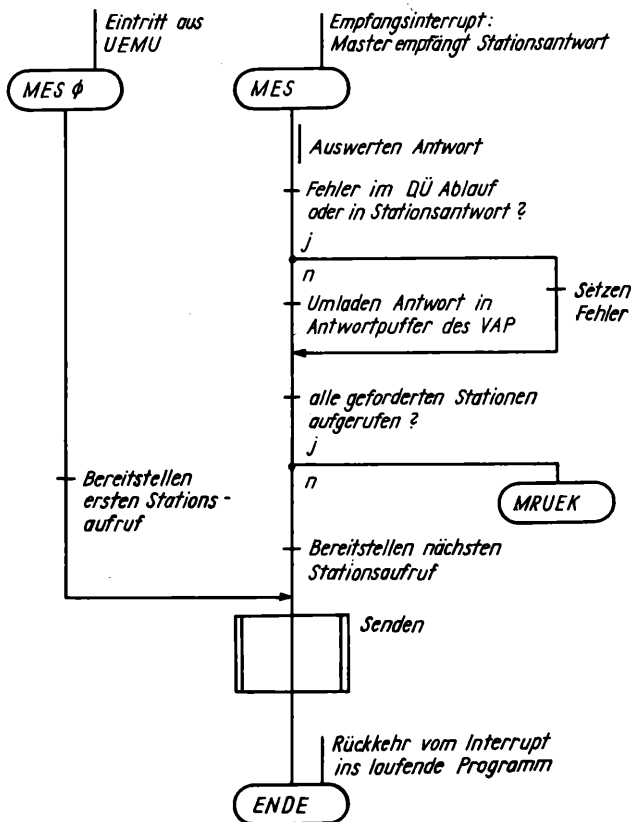 Eintritt aus
UEMU
MES ϕ
Empfangsinterrupt:
Master empfängt Stationsantwort
MES
Auswerten Antwort
Fehler im DÜ Ablauf
oder in Stationsantwort ?
j
n
Setzen
Fehler
Umladen Antwort in
Antwortpuffer des VAP
alle geforderten Stationen
aufgerufen ?
j
n
MRUEK
Bereitstellen
ersten Stations-
aufruf
Bereitstellen nächsten
Stationsaufruf
Senden
Rückkehr vom Interrupt
ins laufende Programm
ENDE